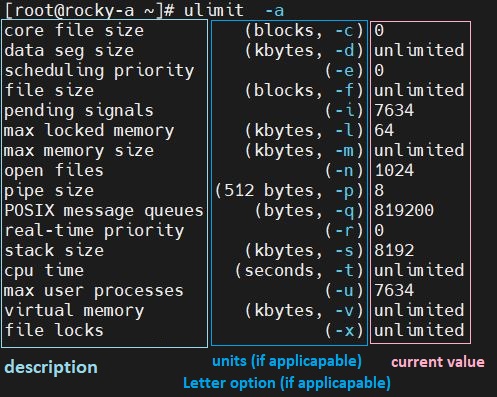 [root@rocky-a ~]# ulimit  -a
core file size          (blocks, -c) 0
data seg size           (kbytes, -d) unlimited
scheduling priority             (-e) 0
file size               (blocks, -f) unlimited
pending signals                 (-i) 7634
max locked memory       (kbytes, -l) 64
max memory size         (kbytes, -m) unlimited
open files                      (-n) 1024
pipe size            (512 bytes, -p) 8
POSIX message queues     (bytes, -q) 819200
real-time priority              (-r) 0
stack size              (kbytes, -s) 8192
cpu time               (seconds, -t) unlimited
max user processes              (-u) 7634
virtual memory          (kbytes, -v) unlimited
file locks                      (-x) unlimited
description
units (if applicapable)
Letter option (if applicapable)
current value